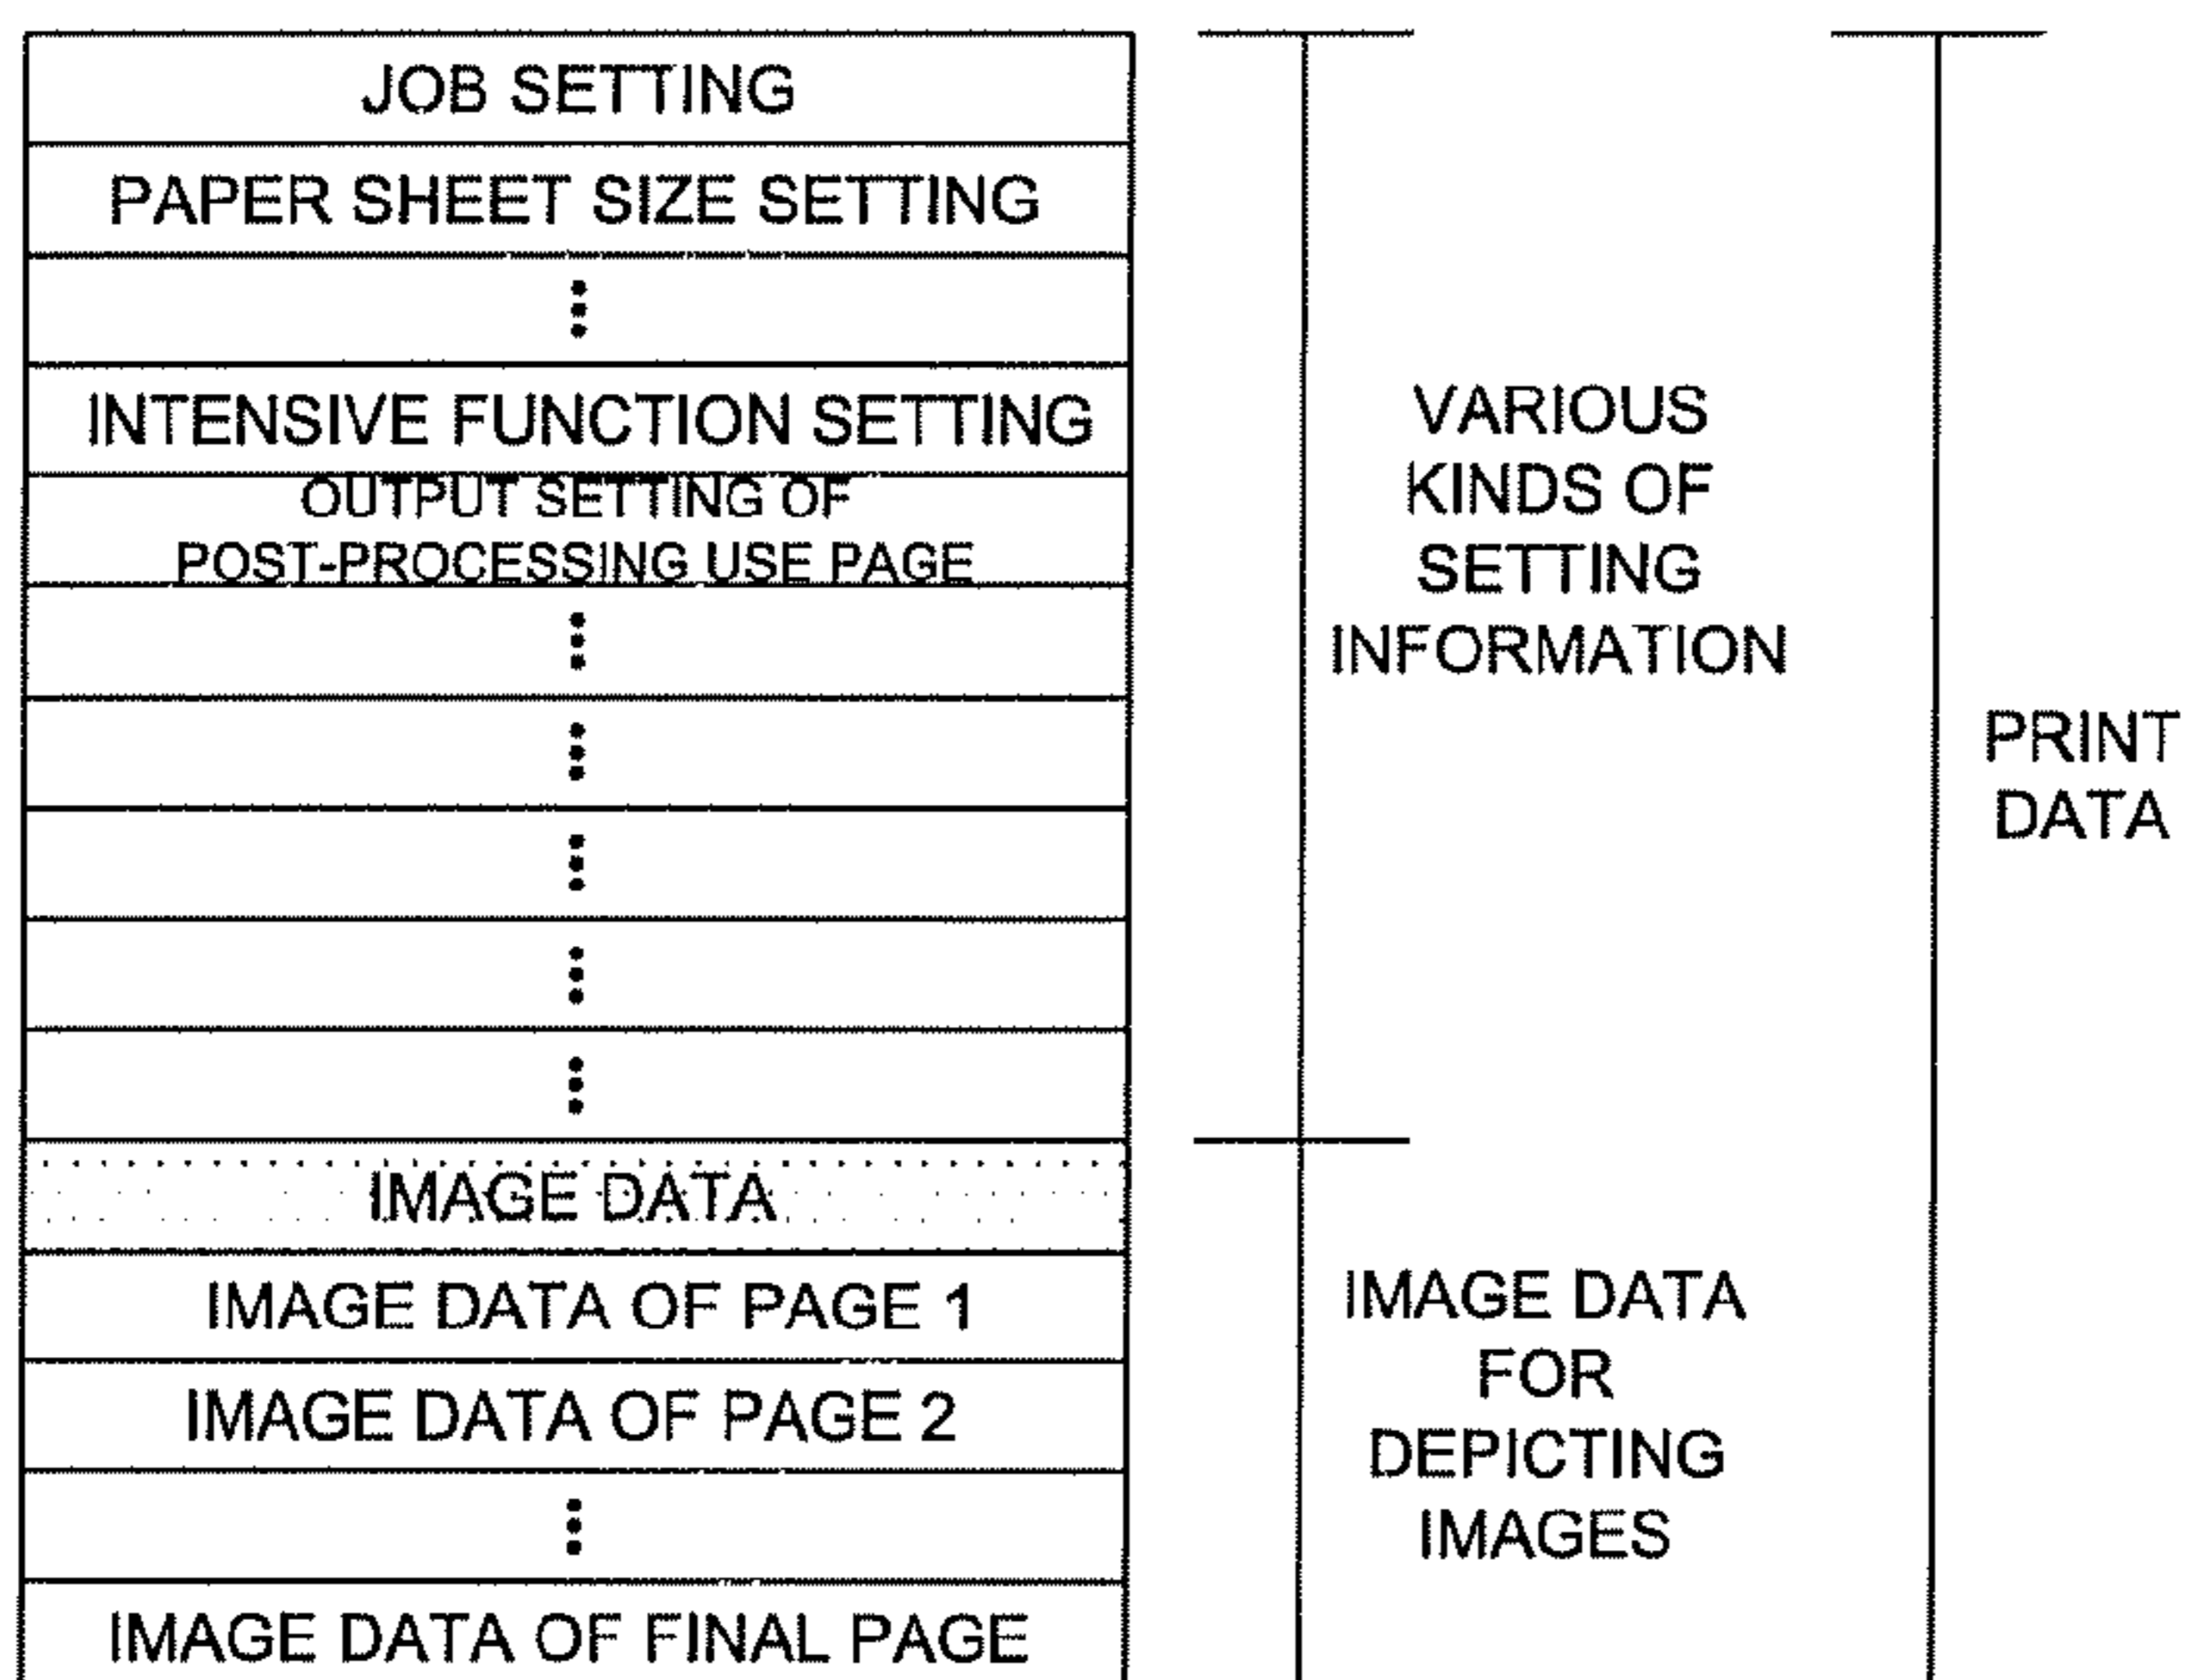 JOB SETTING
PAPER SHEET SIZE SETTING
INTENSIVE FUNCTION SETTING
OUTPUT SETTING OF
POST-PROCESSING USE PAGE
IMAGE DATA
IMAGE DATA OF PAGE 1
IMAGE DATA OF PAGE 2
IMAGE DATA OF FINAL PAGE
VARIOUS
KINDS OF
SETTING
INFORMATION
IMAGE DATA
FOR
DEPICTING
IMAGES
PRINT
DATA